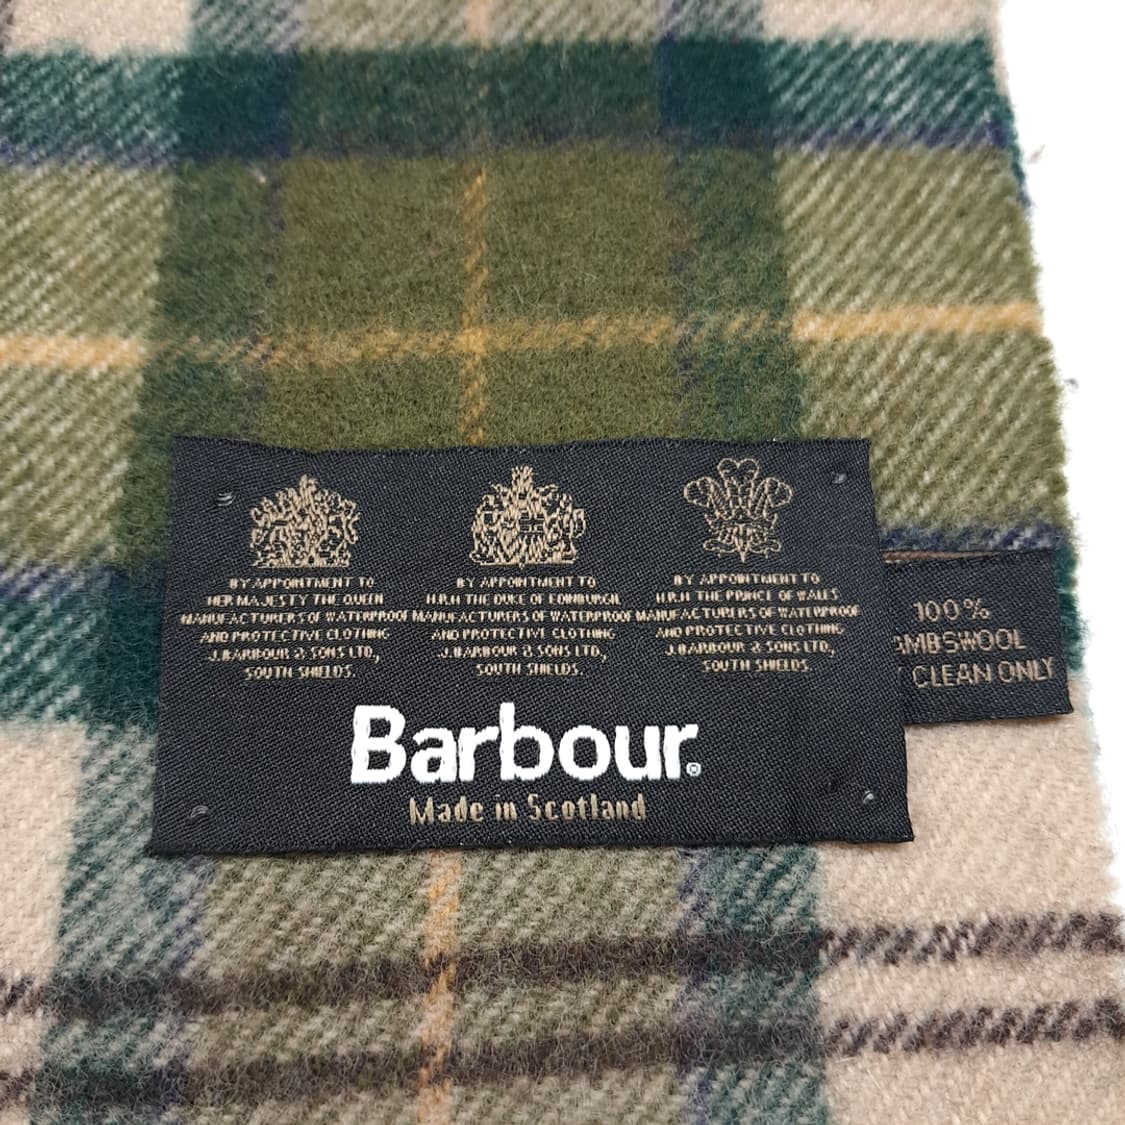 BY APPOINTMENT TO
HER MAJESTY THE QUEEN
MANUFACTURERS OF WATERPROOF
AND PROTECTIVE CLOTHING
J.BARBOUR & SONS LTD,
SOUTH SHIELDS.
BY APPOINTMENT TO
H.R.H THE DUKE OF EDINBURGH
MANUFACTURERS OF WATERPROOF
AND PROTECTIVE CLOTHING
J.BARBOUR & SONS LTD,
SOUTH SHIELDS.
BY APPOINTMENT TO
H.R.H THE PRINCE OF WALES
MANUFACTURERS OF WATERPROOF
AND PROTECTIVE CLOTHING
J.BARBOUR & SONS LTD,
SOUTH SHIELDS.
Barbour.®
Made in Scotland
100%
MBSWOOL
CLEAN ONLY